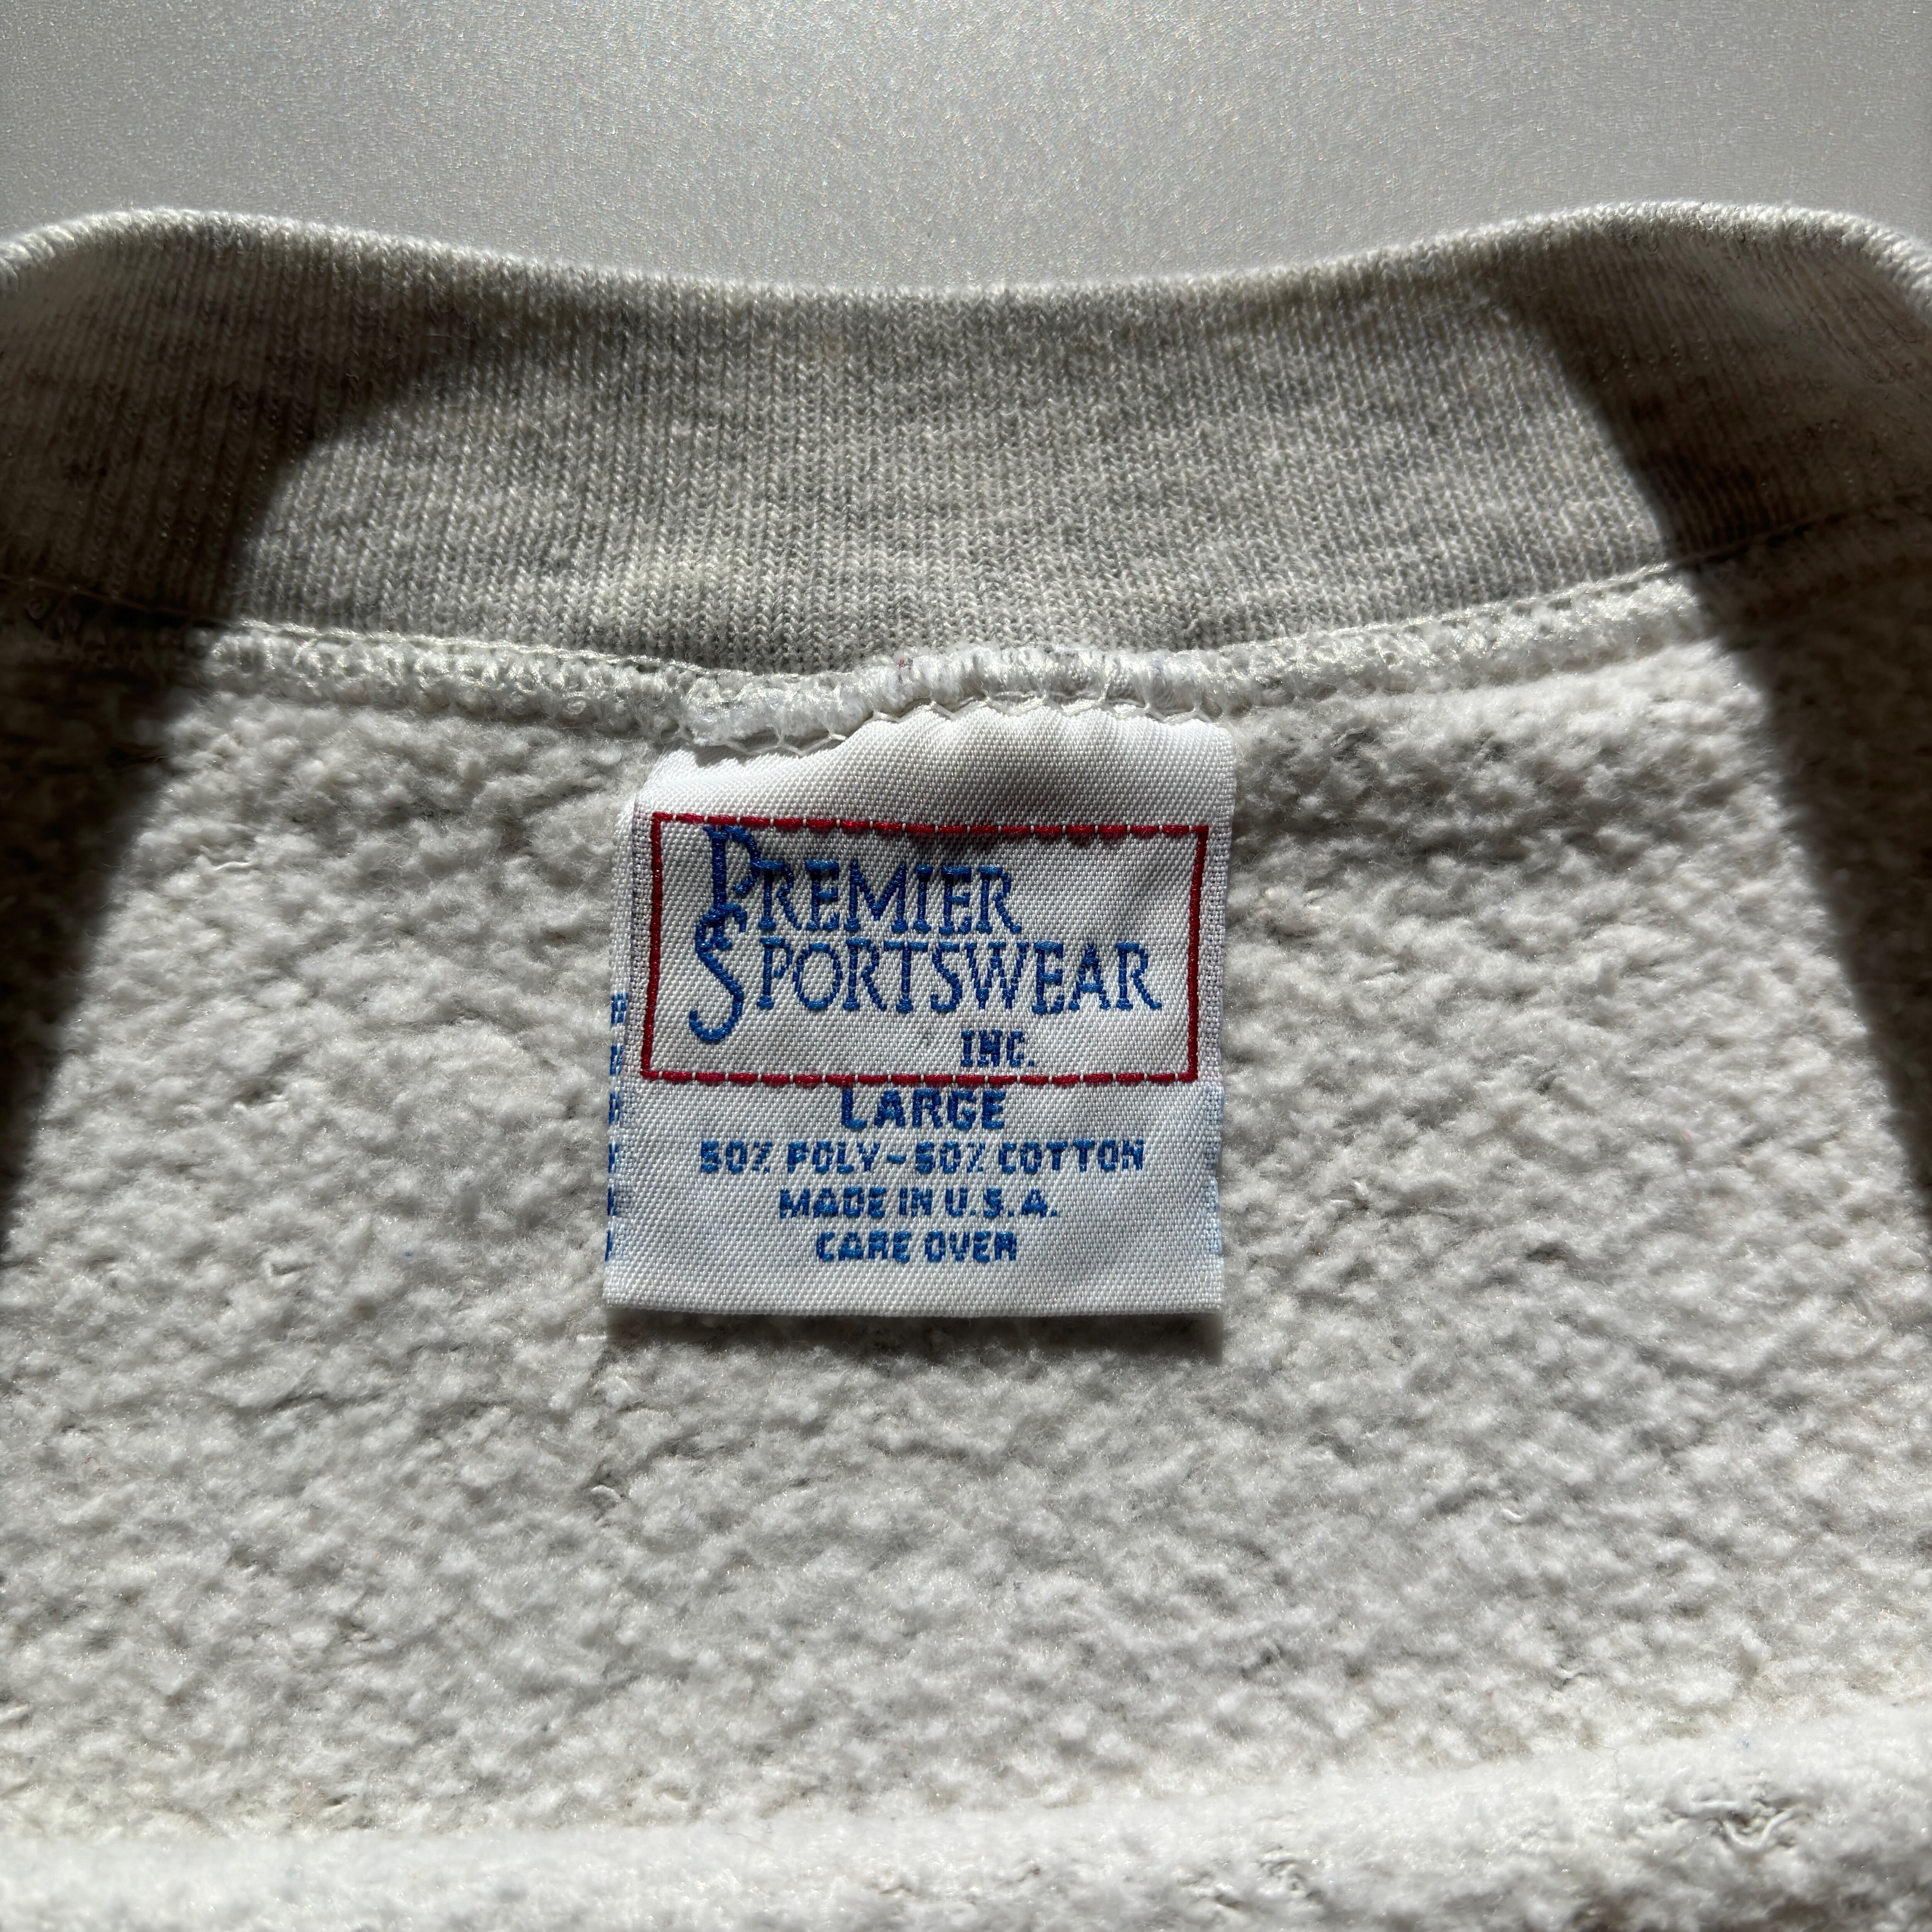 PREMIER
SPORTSWEAR
INC.
LARGE
50% POLY-50% COTTON
MADE IN U.S.A.
CARE OVER